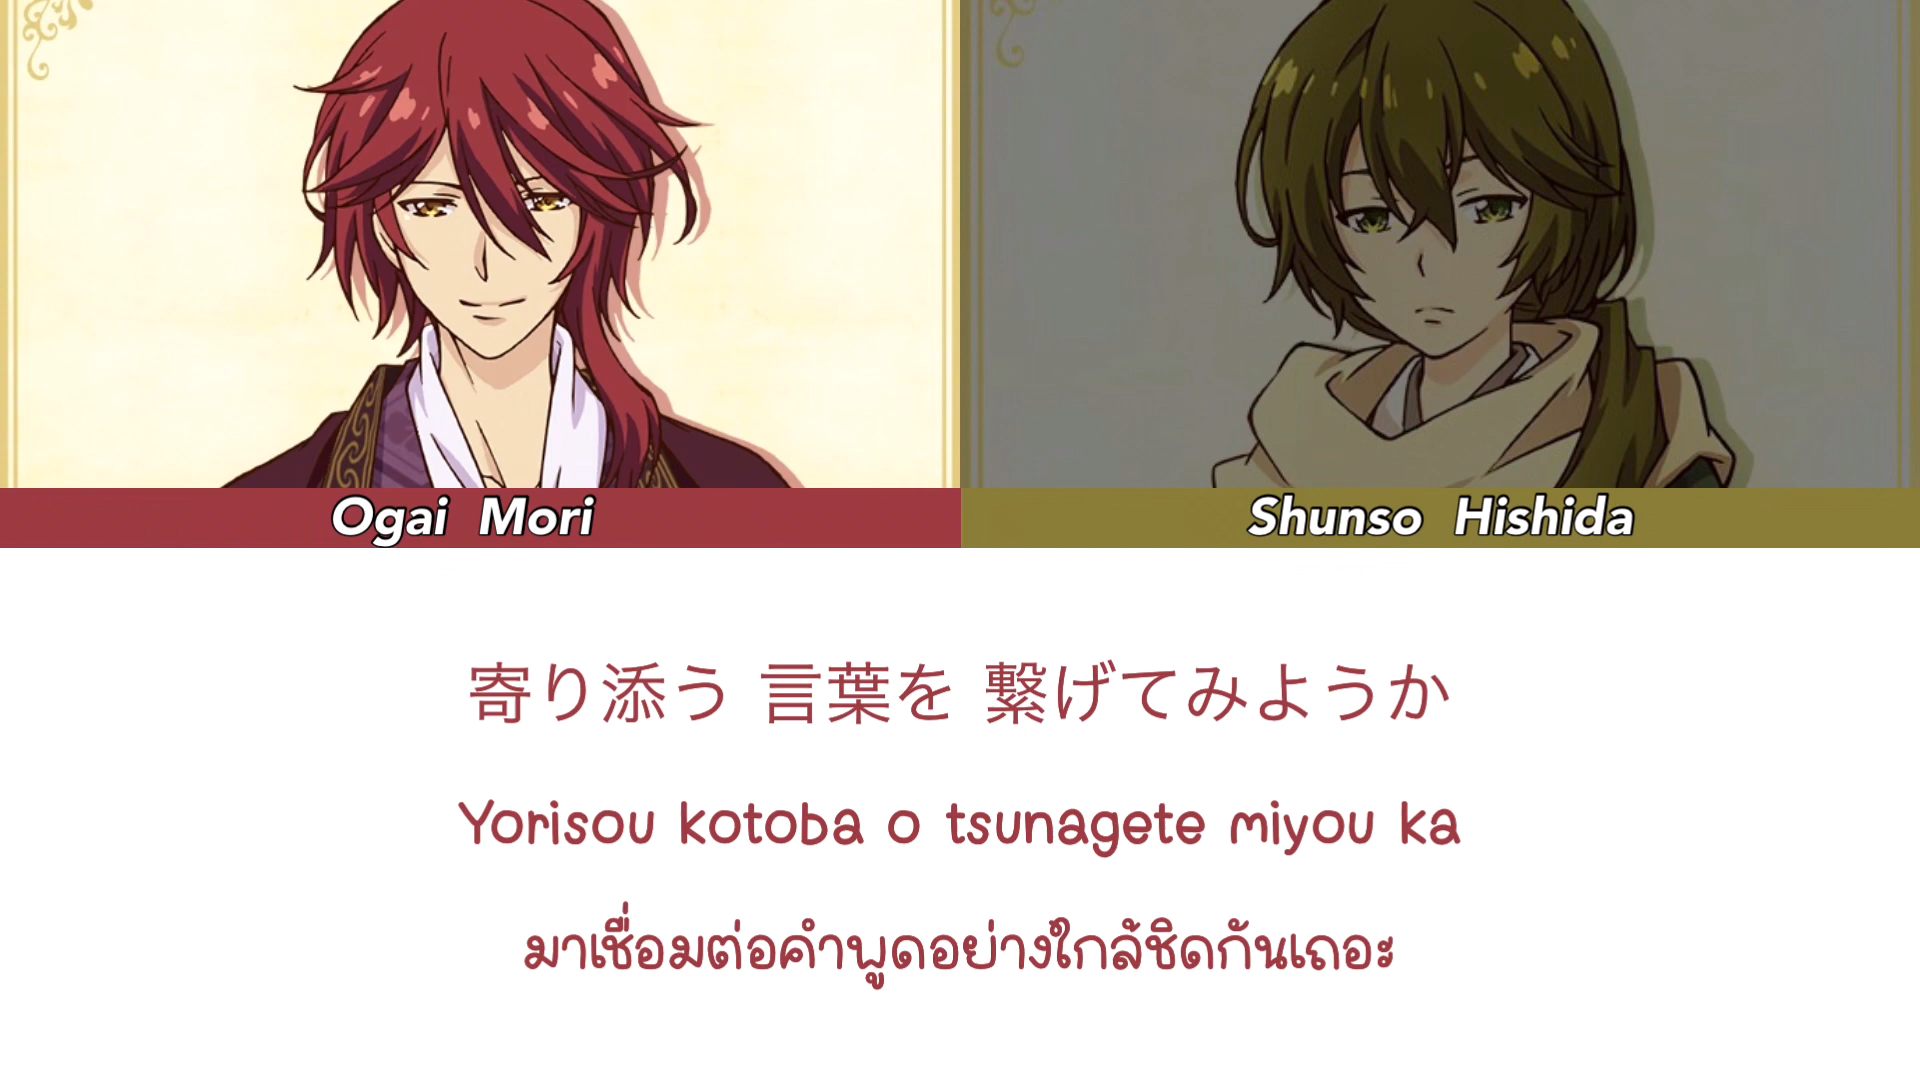 Ogai Mori
Shunso Hishida
寄り添う 言葉を 繋げてみようか
Yorisou kotoba o tsunagete miyou ka
มาเชื่อมต่อคำพูดอย่างใกล้ชิดกันเถอะ